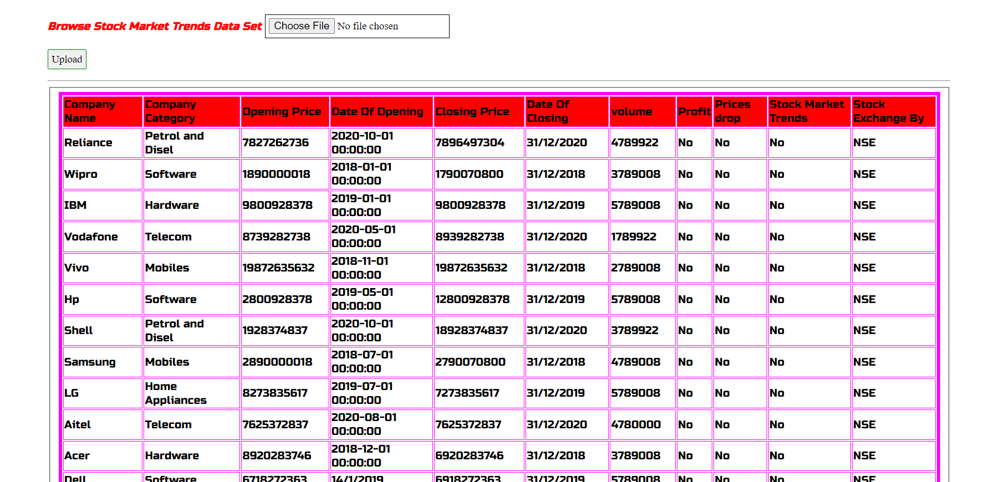 Browse Stock Market Trends Data Set Choose File No file chosen
Upload
Company Name Company Category Opening Price Date Of Opening Closing Price Date Of Closing volume Profit Prices drop Stock Market Trends Stock Exchange By
Reliance Petrol and Disel 7827262736 2020-10-01 00:00:00 7896497304 31/12/2020 4789922 No No No NSE
Wipro Software 1890000018 2018-01-01 00:00:00 1790070800 31/12/2018 3789008 No No No NSE
IBM Hardware 9800928378 2019-01-01 00:00:00 9800928378 31/12/2019 5789008 No No No NSE
Vodafone Telecom 8739282738 2020-05-01 00:00:00 8939282738 31/12/2020 1789922 No No No NSE
Vivo Mobiles 19872635632 2018-11-01 00:00:00 19872635632 31/12/2018 2789008 No No No NSE
Hp Software 2800928378 2019-05-01 00:00:00 12800928378 31/12/2019 5789008 No No No NSE
Shell Petrol and Disel 1928374837 2020-10-01 00:00:00 18928374837 31/12/2020 3789922 No No No NSE
Samsung Mobiles 2890000018 2018-07-01 00:00:00 2790070800 31/12/2018 4789008 No No No NSE
LG Home Appliances 8273835617 2019-07-01 00:00:00 7273835617 31/12/2019 5789008 No No No NSE
Aitel Telecom 7625372837 2020-08-01 00:00:00 7625372837 31/12/2020 4780000 No No No NSE
Acer Hardware 8920283746 2018-12-01 00:00:00 6920283746 31/12/2018 3789008 No No No NSE
Dell Software 6718272363 14/1/2019 6918272363 31/12/2019 5789008 No No No NSE